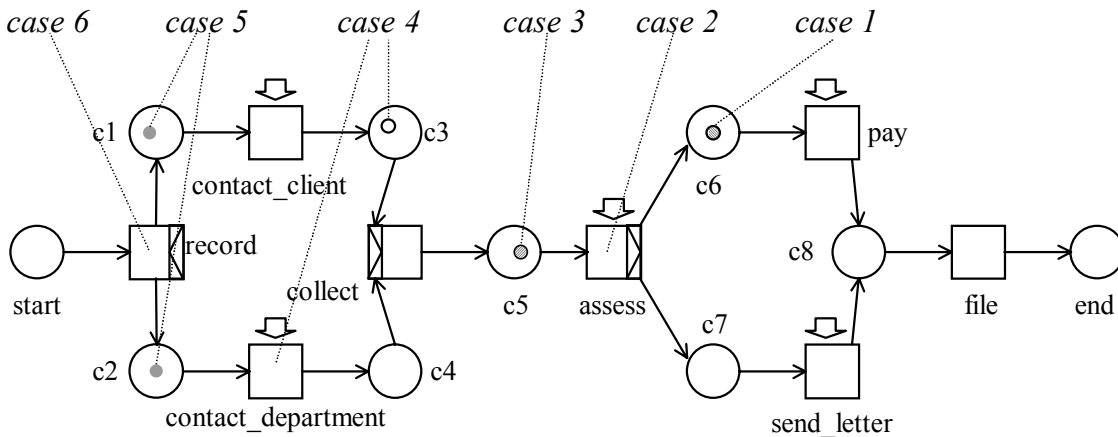 case 6 case 5 case 4 case 3 case 2 case 1
c1 c3 pay
contact_client c6
record
start collect c5 assess c8 file end
c2 c4 c7
contact_department send_letter